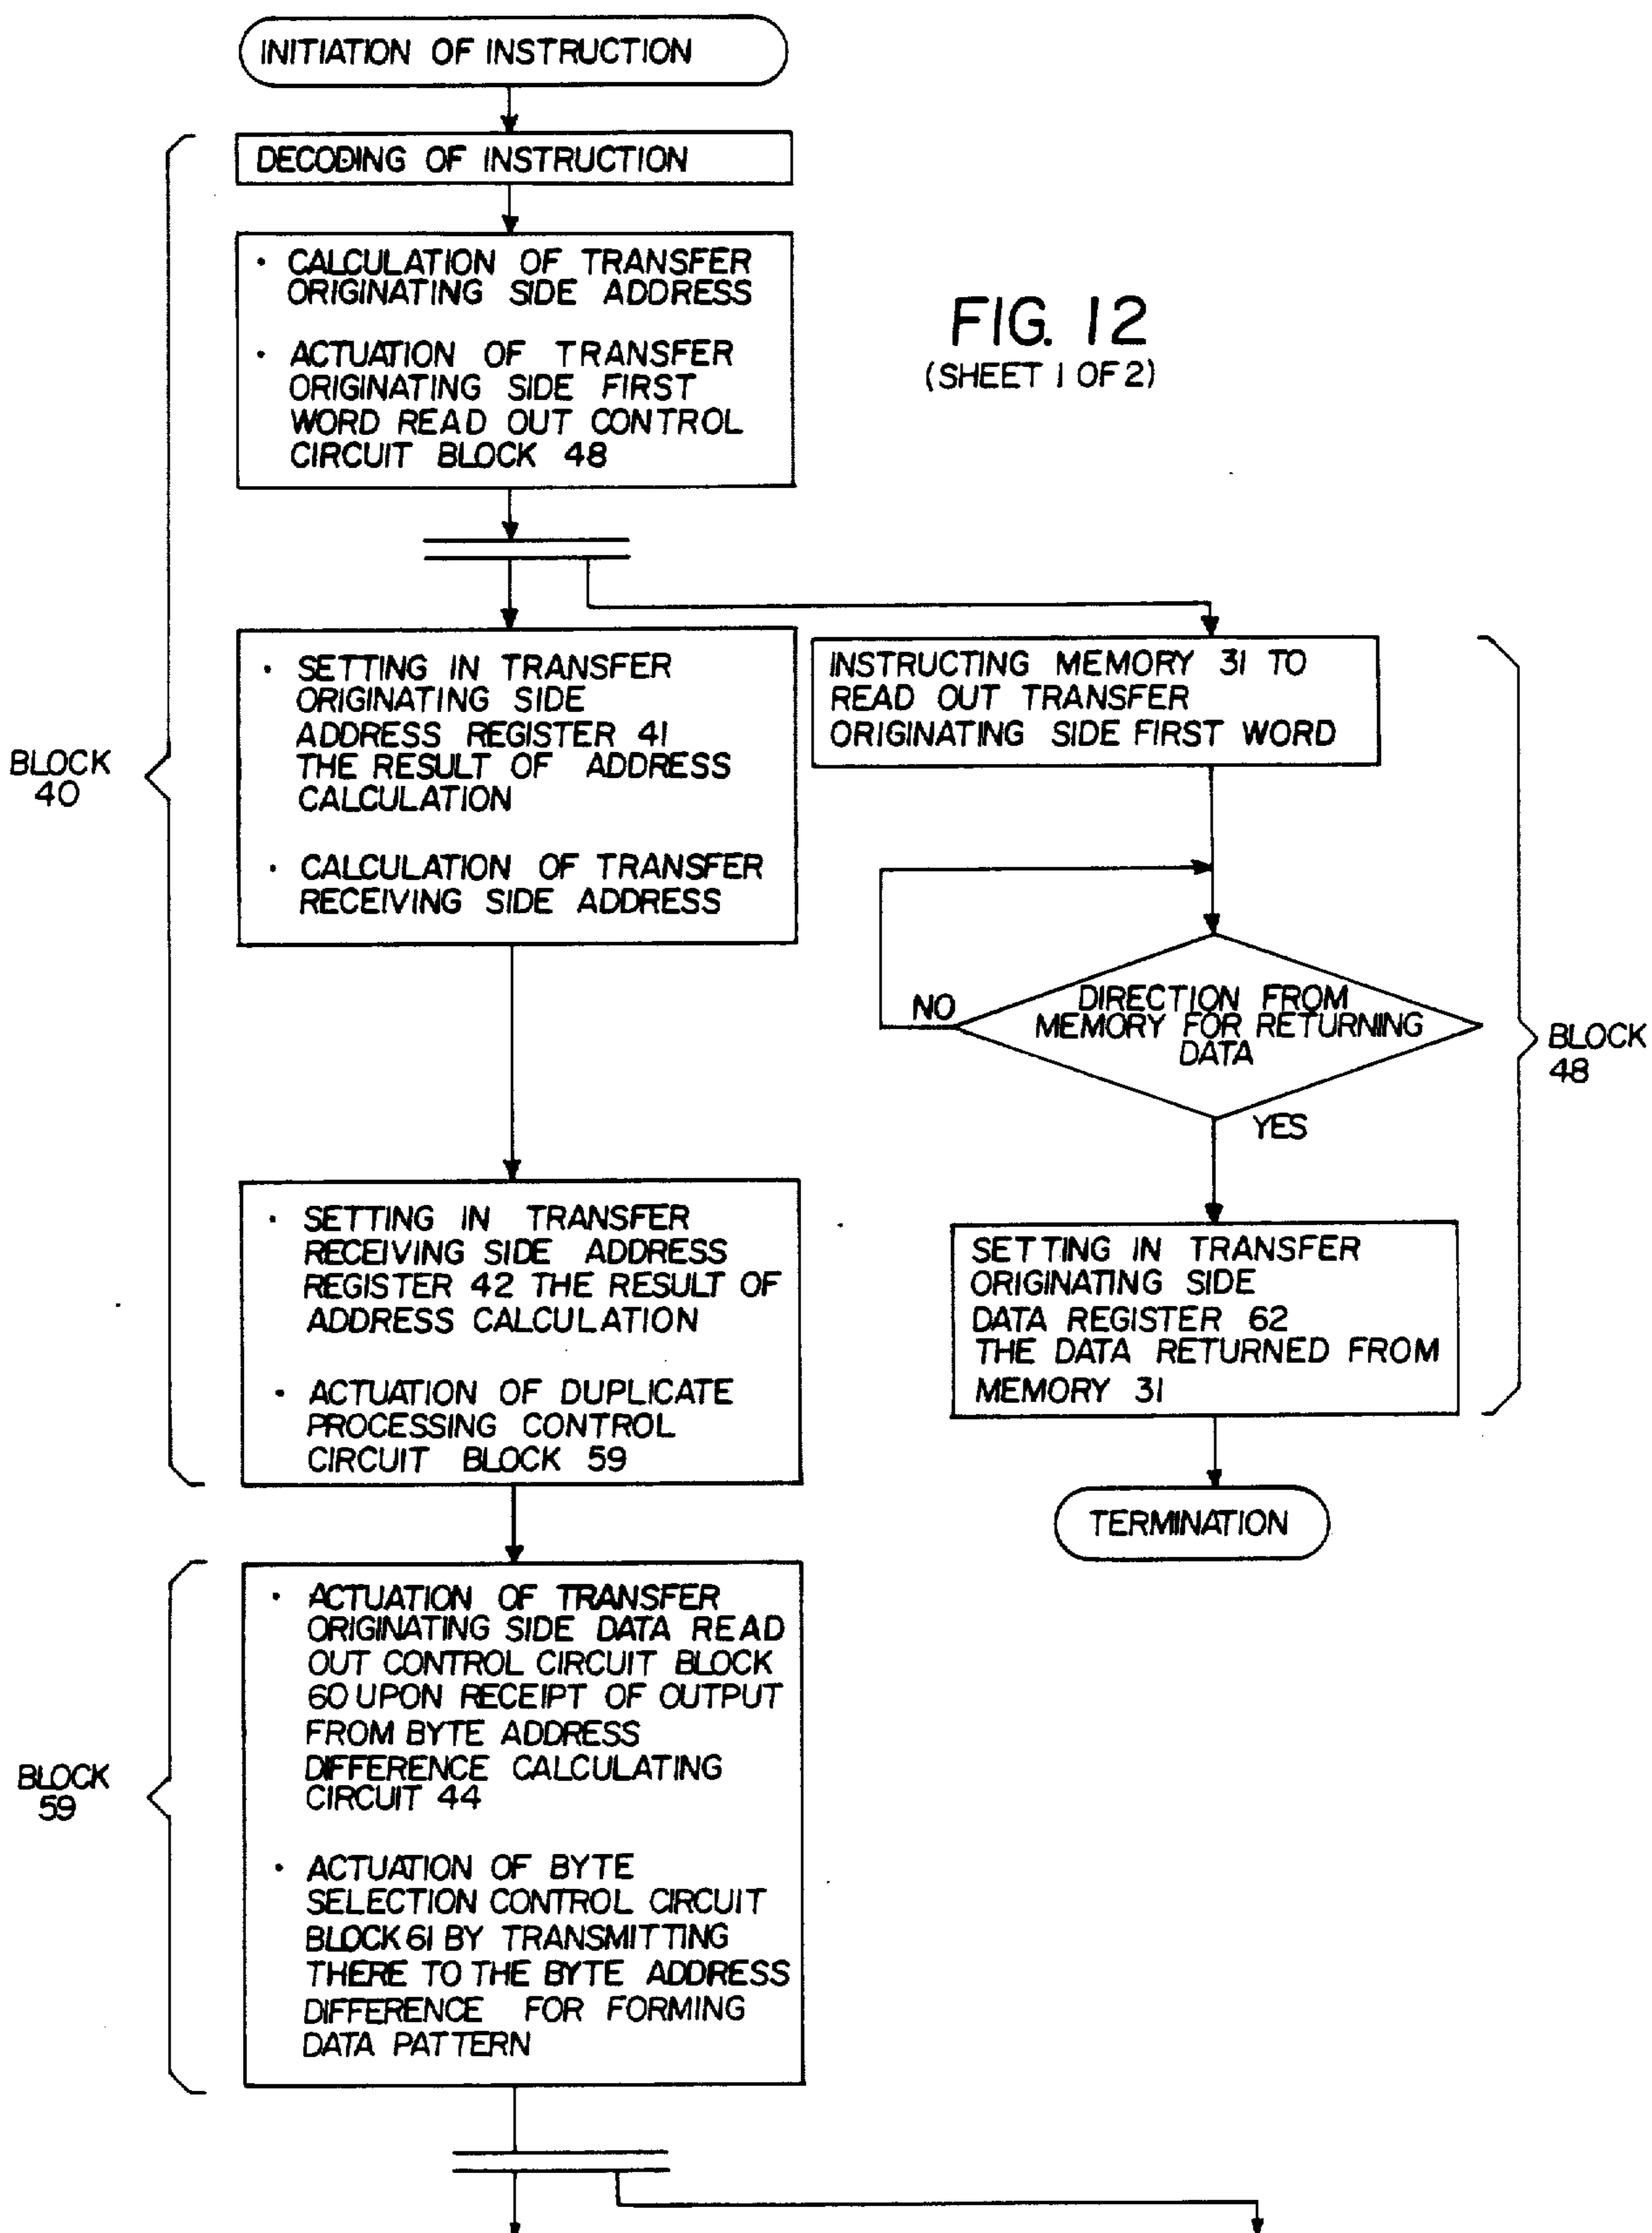 INITIATION OF INSTRUCTION
DECODING OF INSTRUCTION
· CALCULATION OF TRANSFER
ORIGINATING SIDE ADDRESS
· ACTUATION OF TRANSFER
ORIGINATING SIDE FIRST
WORD READ OUT CONTROL
CIRCUIT BLOCK 48
FIG. 12
(SHEET 1 OF 2)
BLOCK
40
· SETTING IN TRANSFER
ORIGINATING SIDE
ADDRESS REGISTER 41
THE RESULT OF ADDRESS
CALCULATION
· CALCULATION OF TRANSFER
RECEIVING SIDE ADDRESS
INSTRUCTING MEMORY 31 TO
READ OUT TRANSFER
ORIGINATING SIDE FIRST WORD
NO
DIRECTION FROM
MEMORY FOR RETURNING
DATA
YES
BLOCK
48
· SETTING IN TRANSFER
RECEIVING SIDE ADDRESS
REGISTER 42 THE RESULT OF
ADDRESS CALCULATION
· ACTUATION OF DUPLICATE
PROCESSING CONTROL
CIRCUIT BLOCK 59
SETTING IN TRANSFER
ORIGINATING SIDE
DATA REGISTER 62
THE DATA RETURNED FROM
MEMORY 31
TERMINATION
BLOCK
59
· ACTUATION OF TRANSFER
ORIGINATING SIDE DATA READ
OUT CONTROL CIRCUIT BLOCK
60 UPON RECEIPT OF OUTPUT
FROM BYTE ADDRESS
DIFFERENCE CALCULATING
CIRCUIT 44
· ACTUATION OF BYTE
SELECTION CONTROL CIRCUIT
BLOCK 61 BY TRANSMITTING
THERE TO THE BYTE ADDRESS
DIFFERENCE FOR FORMING
DATA PATTERN